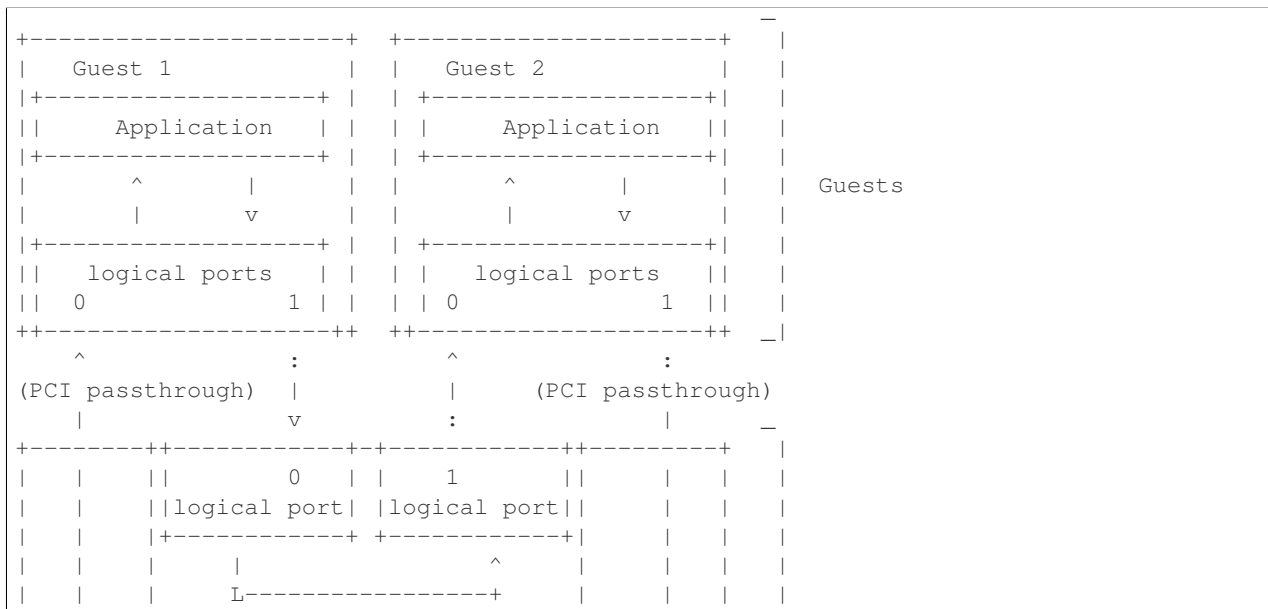 _
+----------------------+  +----------------------+   |
|   Guest 1            |  |   Guest 2            |   |
|+-------------------+ |  | +-------------------+|   |
||     Application   | |  | |     Application   ||   |
|+-------------------+ |  | +-------------------+|   |
|       ^       |      |  |       ^       |      |   |  Guests
|       |       v      |  |       |       v      |   |
|+-------------------+ |  | +-------------------+|   |
||   logical ports   | |  | |   logical ports   ||   |
||  0              1 | |  | | 0              1  ||   |
++--------------------++  ++--------------------++  _|
    ^              :          ^              :
(PCI passthrough)  |          |     (PCI passthrough)
    |              v          :              |      _
+--------++------------+-+------------++---------+   |
|   |    ||        0   | |    1       ||     |   |   |
|   |    ||logical port| |logical port||     |   |   |
|   |    |+------------+ +------------+|     |   |   |
|   |    |     |                 ^     |     |   |   |
|   |    |     L-----------------+     |     |   |   |